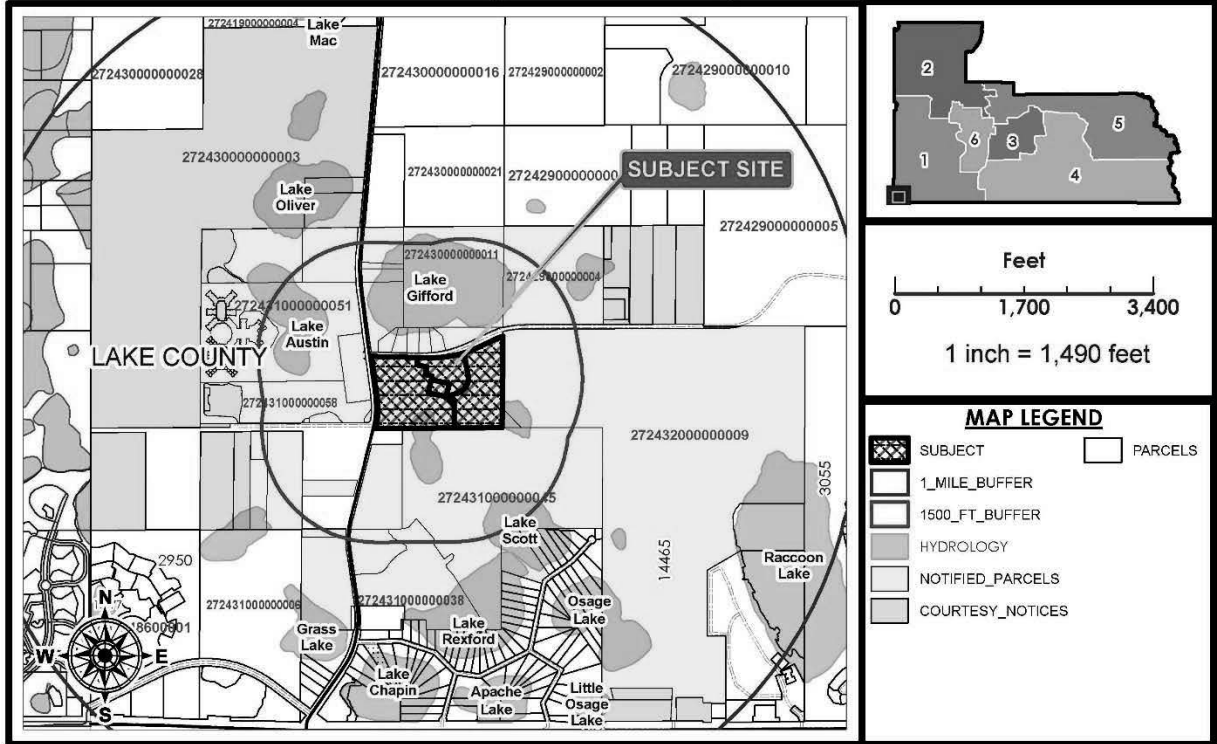 272419000000004
Lake
Mac
272430000000028
272430000000016
272429000000002
272429000000010
272430000000003
272430000000021
27242900000000
SUBJECT SITE
Lake
Oliver
272429000000005
272430000000011
Lake
Gifford
272431000000051
Lake
Austin
LAKE COUNTY
272431000000058
272432000000009
272431000000045
Lake
Scott
3055
14465
Raccoon
Lake
2950
N
W
E
S
272431000000038
Grass
Lake
Lake
Rexford
Osage
Lake
Lake
Chapin
Apache
Lake
Little
Osage
Lake
2
5
6
3
1
4
Feet
0
1,700
3,400
1 inch = 1,490 feet
MAP LEGEND
SUBJECT
PARCELS
1_MILE_BUFFER
1500_FT_BUFFER
HYDROLOGY
NOTIFIED_PARCELS
COURTESY_NOTICES